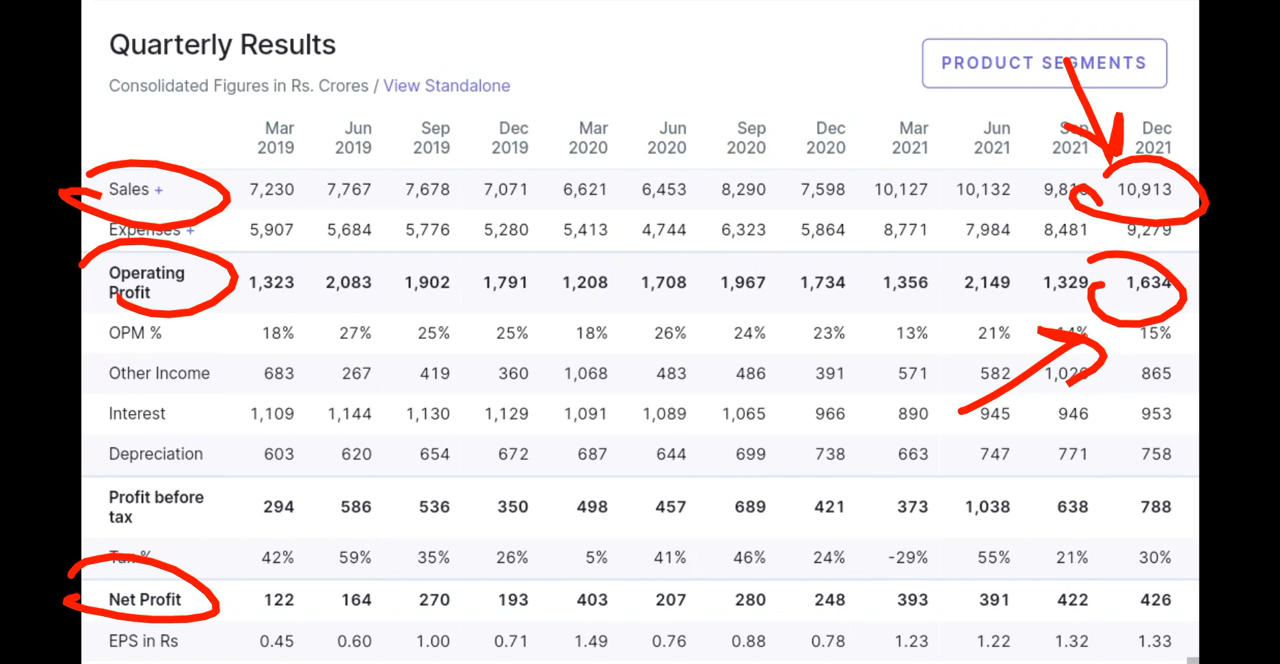 Quarterly Results
PRODUCT SEGMENTS
Consolidated Figures in Rs. Crores / View Standalone
Mar Jun Sep Dec Mar Jun Sep Dec Mar Jun Sep Dec
2019 2019 2019 2019 2020 2020 2020 2020 2021 2021 2021 2021
Sales + 7,230 7,767 7,678 7,071 6,621 6,453 8,290 7,598 10,127 10,132 10,913
Expenses + 5,907 5,684 5,776 5,280 5,413 4,744 6,323 5,864 8,771 7,984 8,481 9,279
Operating
Profit 1,323 2,083 1,902 1,791 1,208 1,708 1,967 1,734 1,356 2,149 1,329 1,634
OPM % 18% 27% 25% 25% 18% 26% 24% 23% 13% 21% 14% 15%
Other Income 683 267 419 360 1,068 483 486 391 571 582 865
Interest 1,109 1,144 1,130 1,129 1,091 1,089 1,065 966 890 945 946 953
Depreciation 603 620 654 672 687 644 699 738 663 747 771 758
Profit before
tax 294 586 536 350 498 457 689 421 373 1,038 638 788
Tax % 42% 59% 35% 26% 5% 41% 46% 24% -29% 55% 21% 30%
Net Profit 122 164 270 193 403 207 280 248 393 391 422 426
EPS in Rs 0.45 0.60 1.00 0.71 1.49 0.76 0.88 0.78 1.23 1.22 1.32 1.33